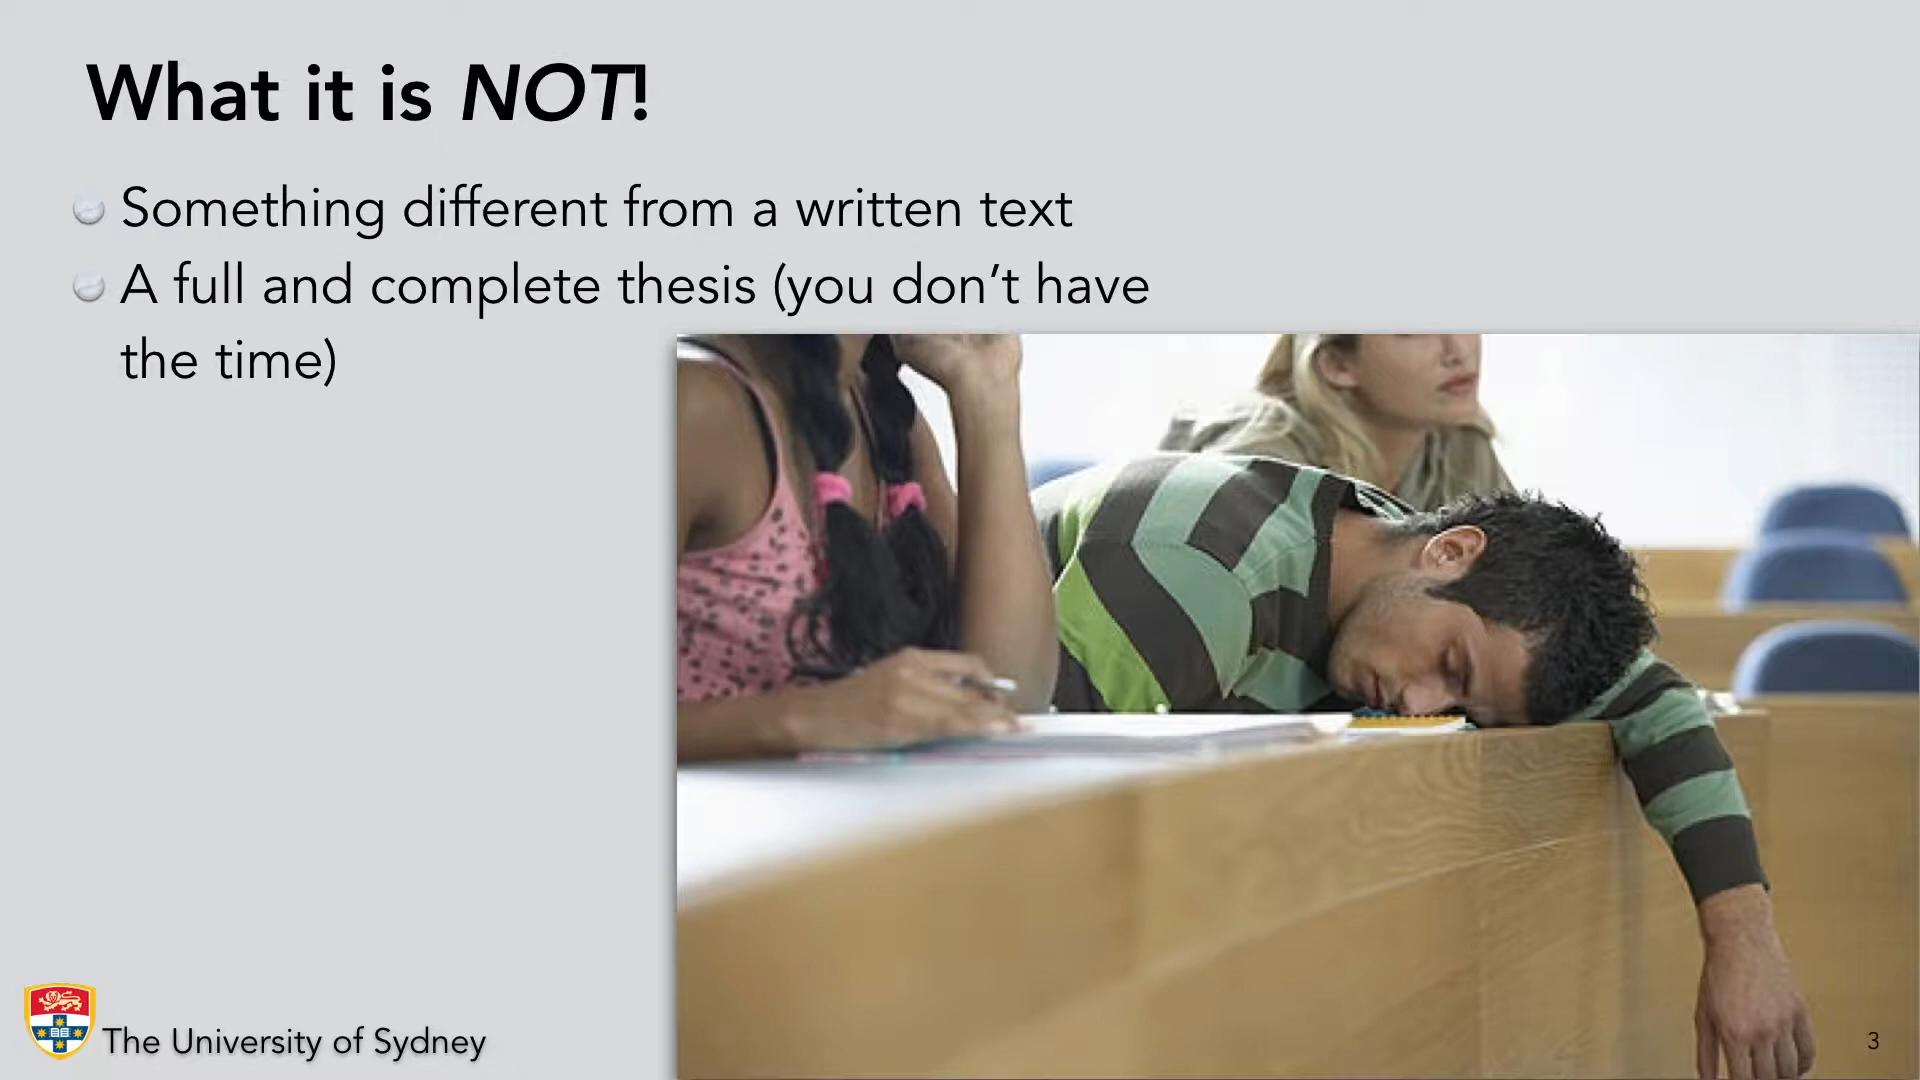 What it is NOT!
Something different from a written text
A full and complete thesis (you don’t have
the time)
The University of Sydney
3